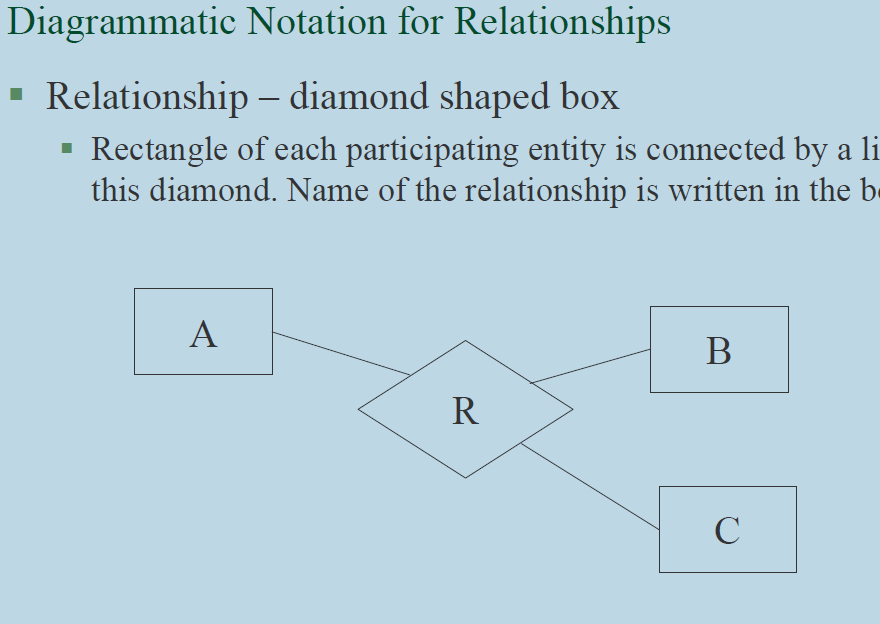 Diagrammatic Notation for Relationships
Relationship – diamond shaped box
Rectangle of each participating entity is connected by a
this diamond. Name of the relationship is written in the
A
B
R
C